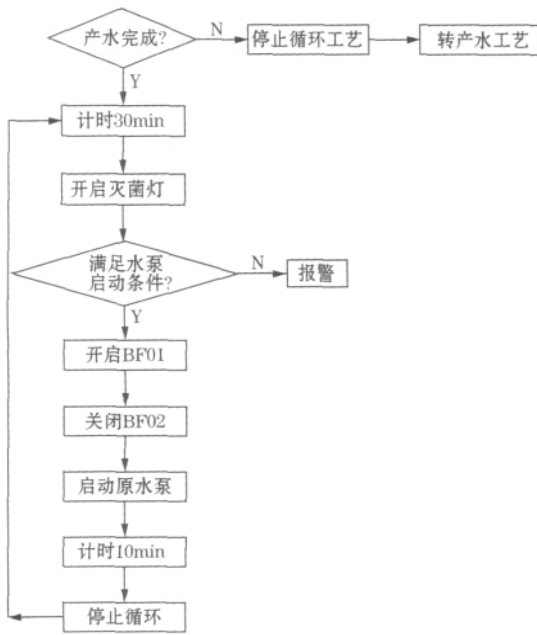 产水完成?
N
停止循环工艺
转产水工艺
Y
计时30min
开启灭菌灯
满足水泵
启动条件?
N
报警
Y
开启BF01
关闭BF02
启动原水泵
计时10min
停止循环